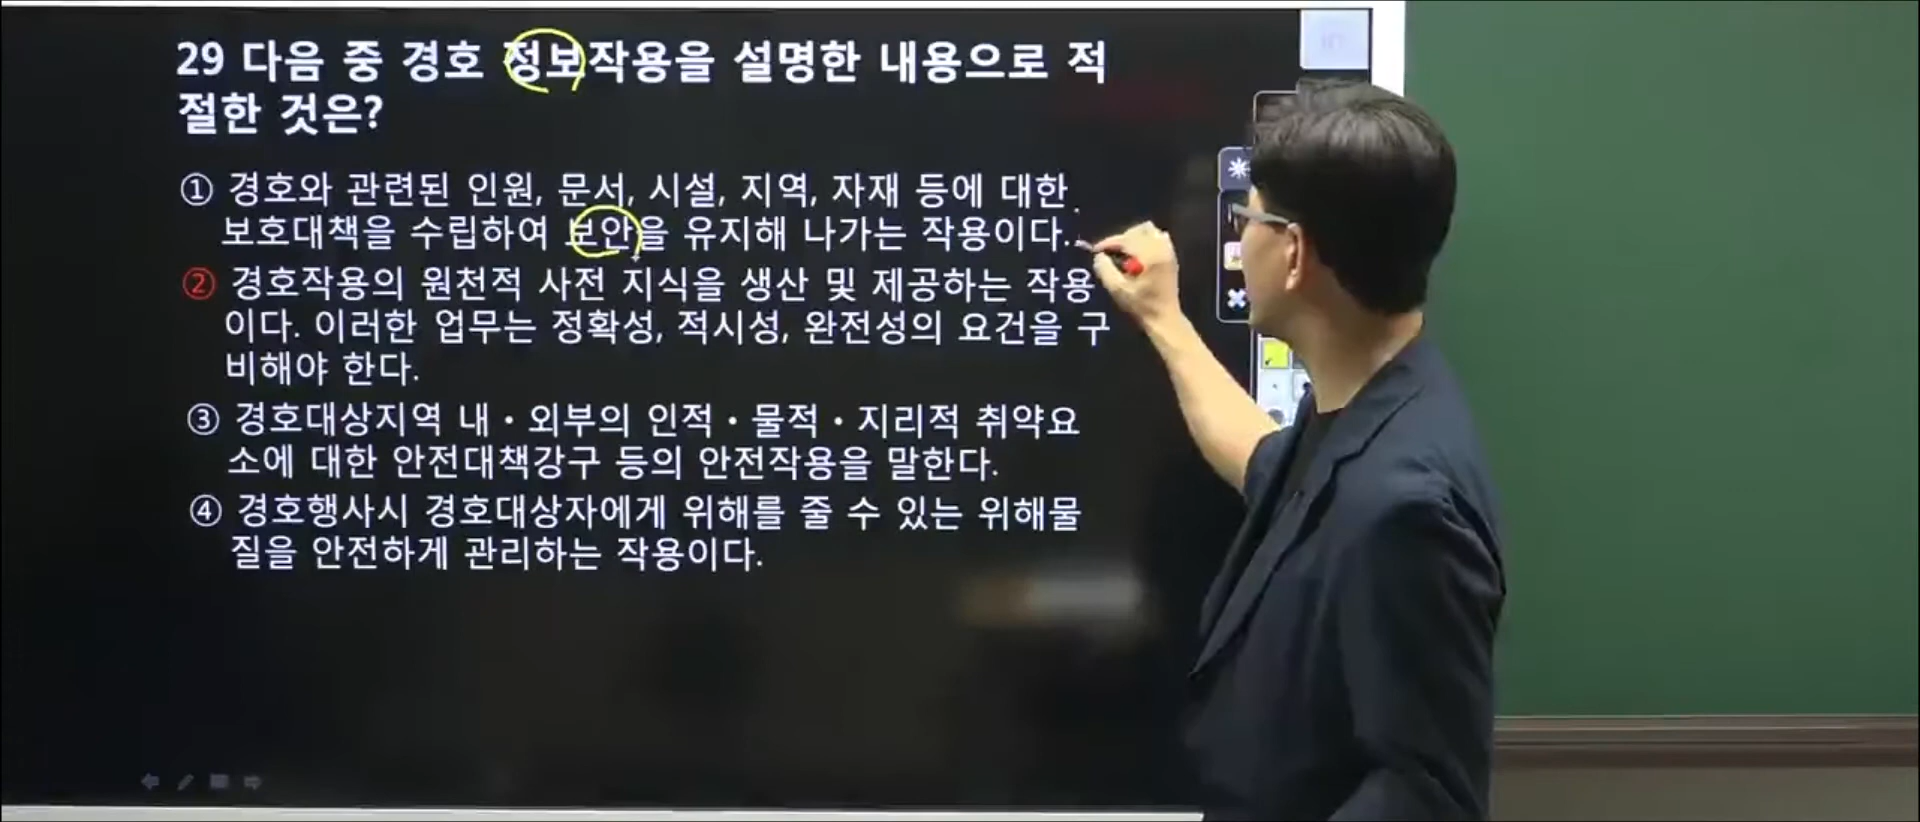 29 다음 중 경호 정보작용을 설명한 내용으로 적
절한 것은?
① 경호와 관련된 인원, 문서, 시설, 지역, 자재 등에 대한
보호대책을 수립하여 보안을 유지해 나가는 작용이다.
② 경호작용의 원천적 사전 지식을 생산 및 제공하는 작용
이다. 이러한 업무는 정확성, 적시성, 완전성의 요건을 구
비해야 한다.
③ 경호대상지역 내・외부의 인적・물적・지리적 취약요
소에 대한 안전대책강구 등의 안전작용을 말한다.
④ 경호행사시 경호대상자에게 위해를 줄 수 있는 위해물
질을 안전하게 관리하는 작용이다.